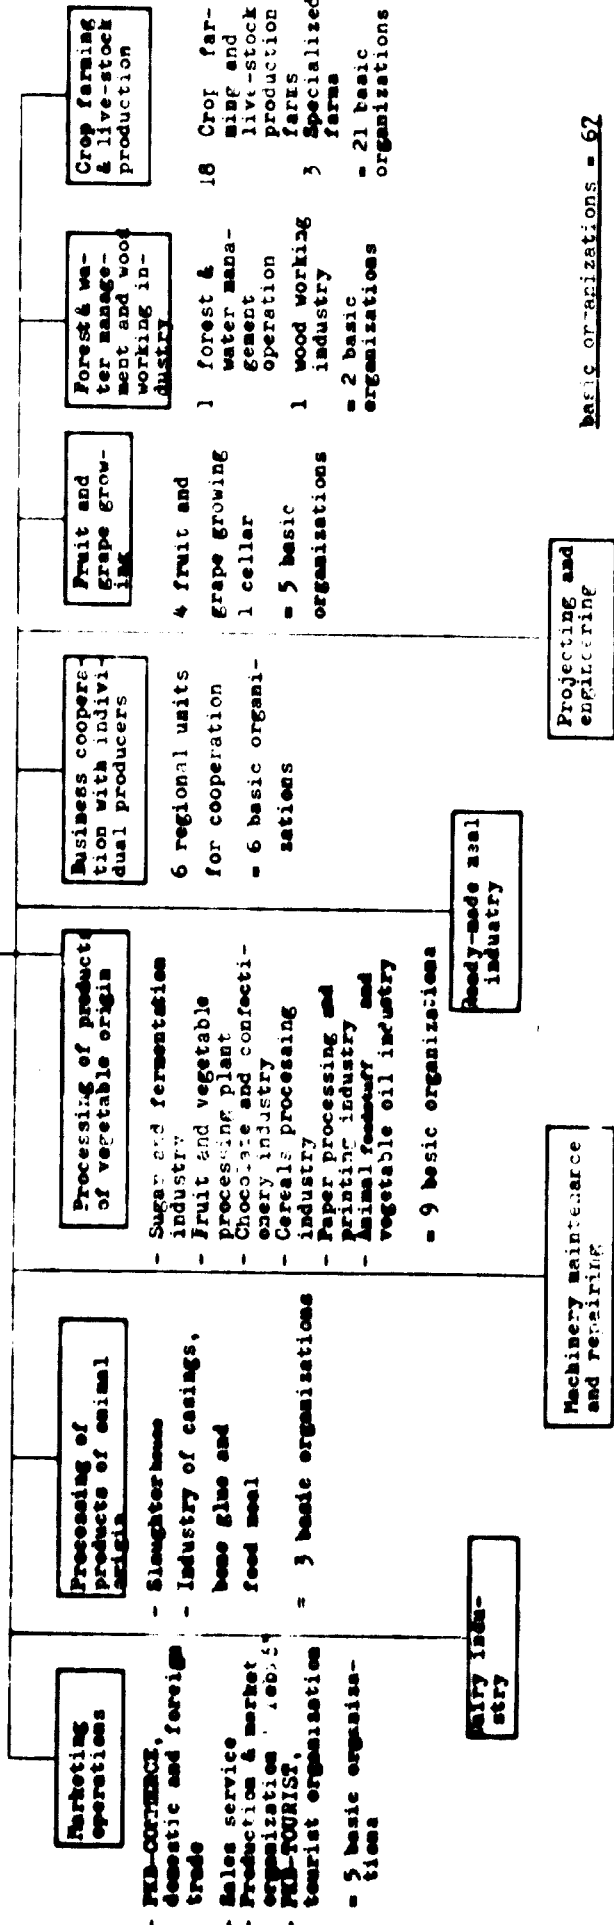 Marketing
operations
- PKB-COMMERCE,
domestic and foreign
trade
- Sales service
- Production & market
organization
- PKB-TOURIST,
tourist organization
= 5 basic organiza-
tions
Dairy indu-
stry
Processing of
products of animal
origin
- Slaughterhouse
- Industry of casings,
bone glue and
food meal
= 3 basic organizations
Machinery maintenance
and repairing
Processing of products
of vegetable origin
- Sugar and fermentation
industry
- Fruit and vegetable
processing plant
- Chocolate and confecti-
onery industry
- Cereals processing
industry
- Paper processing and
printing industry
- Animal feedstuff and
vegetable oil industry
= 9 basic organizations
Ready-made meal
industry
Business coopera-
tion with indivi-
dual producers
6 regional units
for cooperation
= 6 basic organi-
zations
Projecting and
engineering
Fruit and
grape grow-
ing
4 fruit and
grape growing
1 cellar
= 5 basic
organizations
Forest& wa-
ter manage-
ment and wood
working in-
dustry
1 forest &
water mana-
gement
operation
1 wood working
industry
= 2 basic
organizations
Crop farming
& live-stock
production
18 Crop far-
ming and
live-stock
production
farms
3 Specialized
farms
= 21 basic
organizations
basic organizations = 62